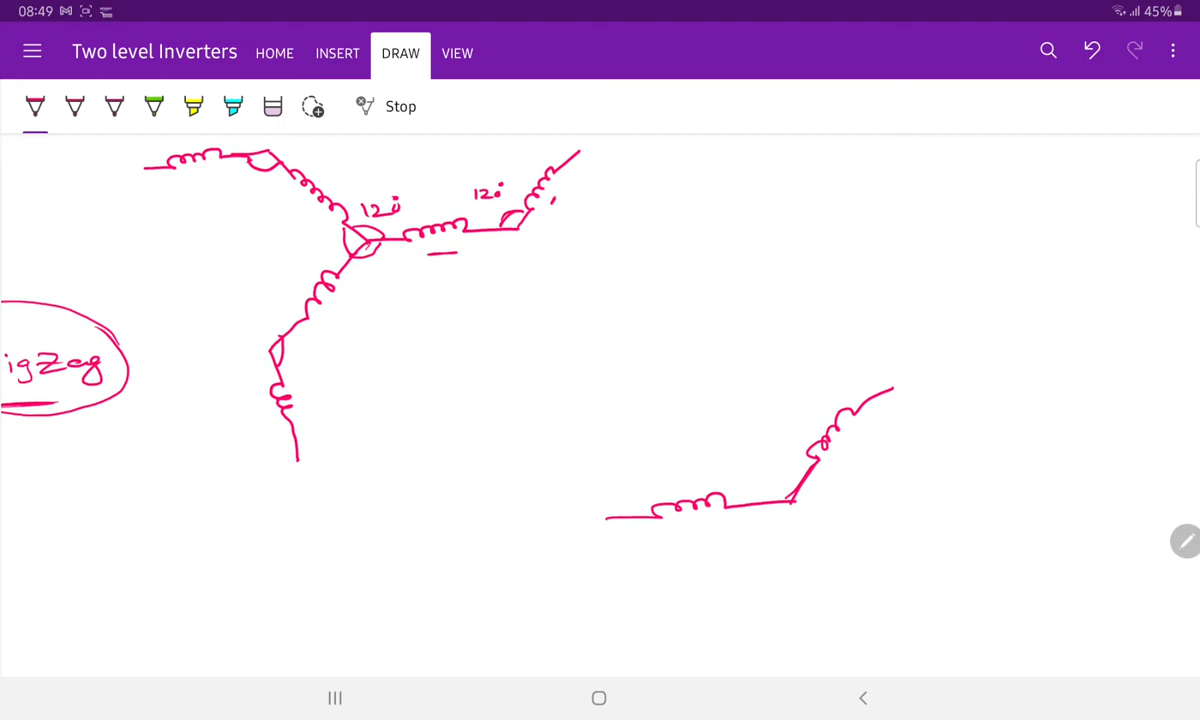 08:49 45%
Two level Inverters HOME INSERT DRAW VIEW
Stop
120
120
igZag